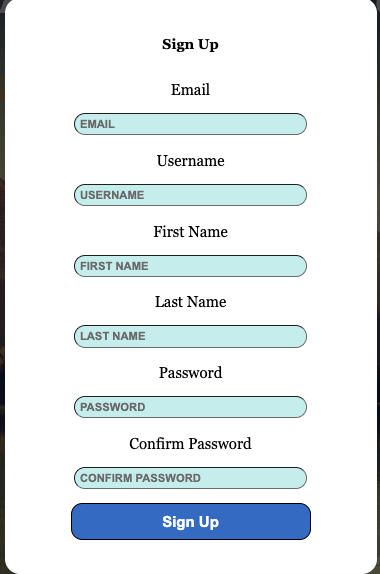 Sign Up
Email
EMAIL
Username
USERNAME
First Name
FIRST NAME
Last Name
LAST NAME
Password
PASSWORD
Confirm Password
CONFIRM PASSWORD
Sign Up